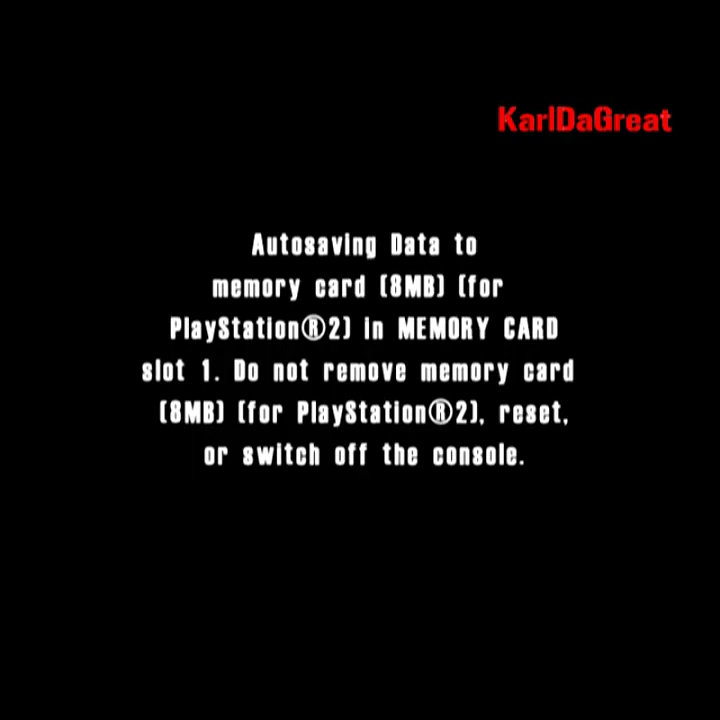 KarlDaGreat
Autosaving Data to
memory card (8MB) (for
PlayStation®2) in MEMORY CARD
slot 1. Do not remove memory card
(8MB) (for PlayStation®2), reset,
or switch off the console.